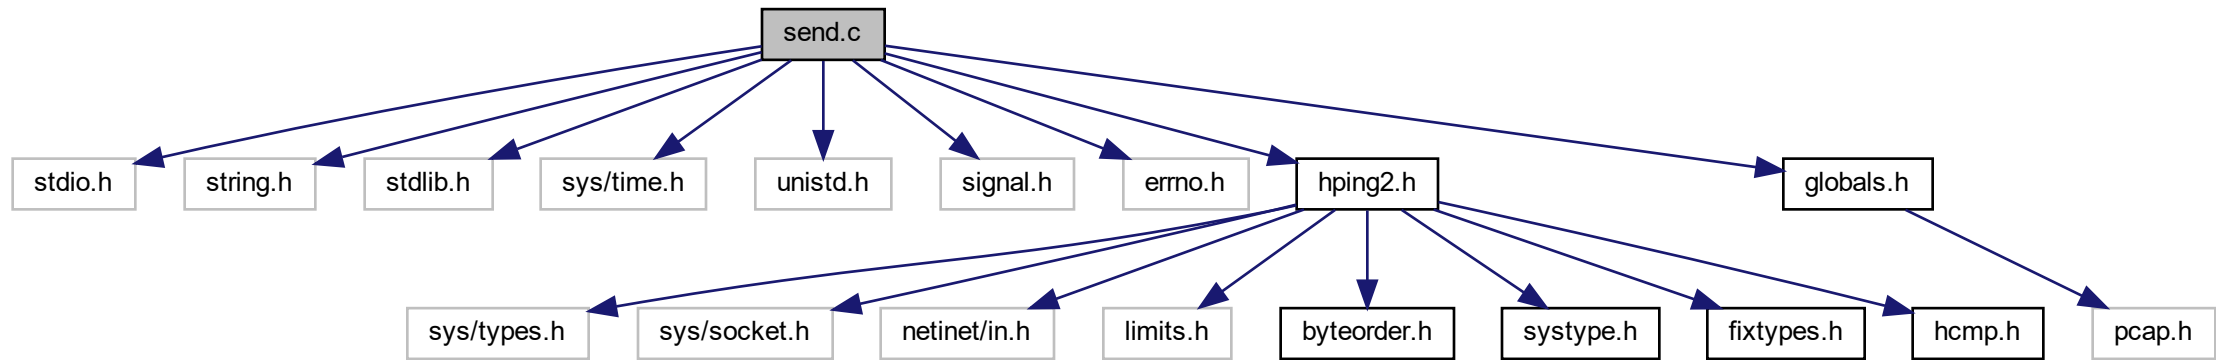 send.c
stdio.h
string.h
stdlib.h
sys/time.h
unistd.h
signal.h
errno.h
hping2.h
globals.h
sys/types.h
sys/socket.h
netinet/in.h
limits.h
byteorder.h
systype.h
fixtypes.h
hcmp.h
pcap.h